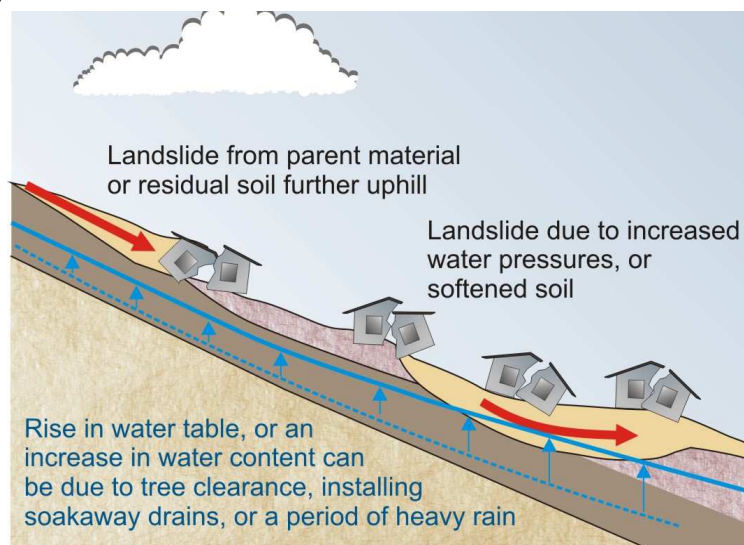 Landslide from parent material
or residual soil further uphill
Landslide due to increased
water pressures, or
softened soil
Rise in water table, or an
increase in water content can
be due to tree clearance, installing
soakaway drains, or a period of heavy rain